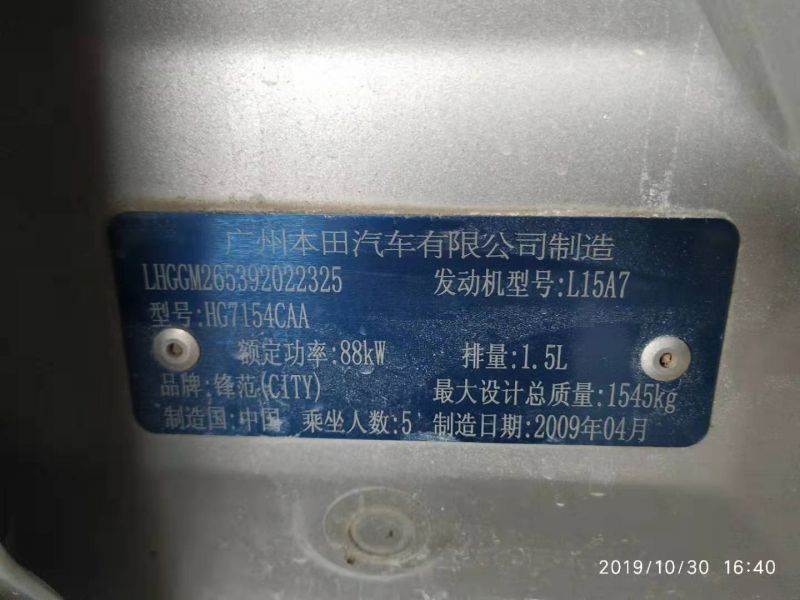 广州本田汽车有限公司制造
LHGGM265392022325 发动机型号:L15A7
型号:HG7154CAA
额定功率:88kW 排量:1.5L
品牌:锋范(CITY) 最大设计总质量:1545kg
制造国:中国 乘坐人数:5 制造日期:2009年04月
2019/10/30 16:40